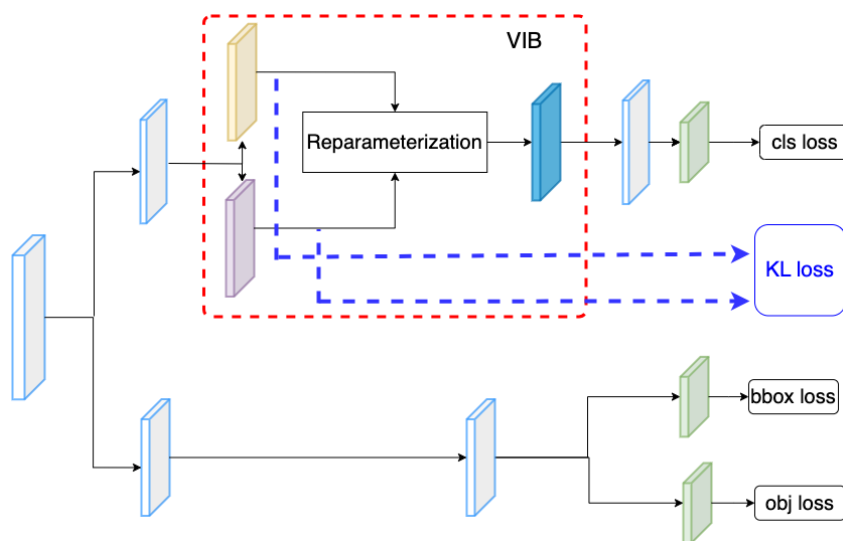 VIB
Reparameterization
cls loss
KL loss
bbox loss
obj loss